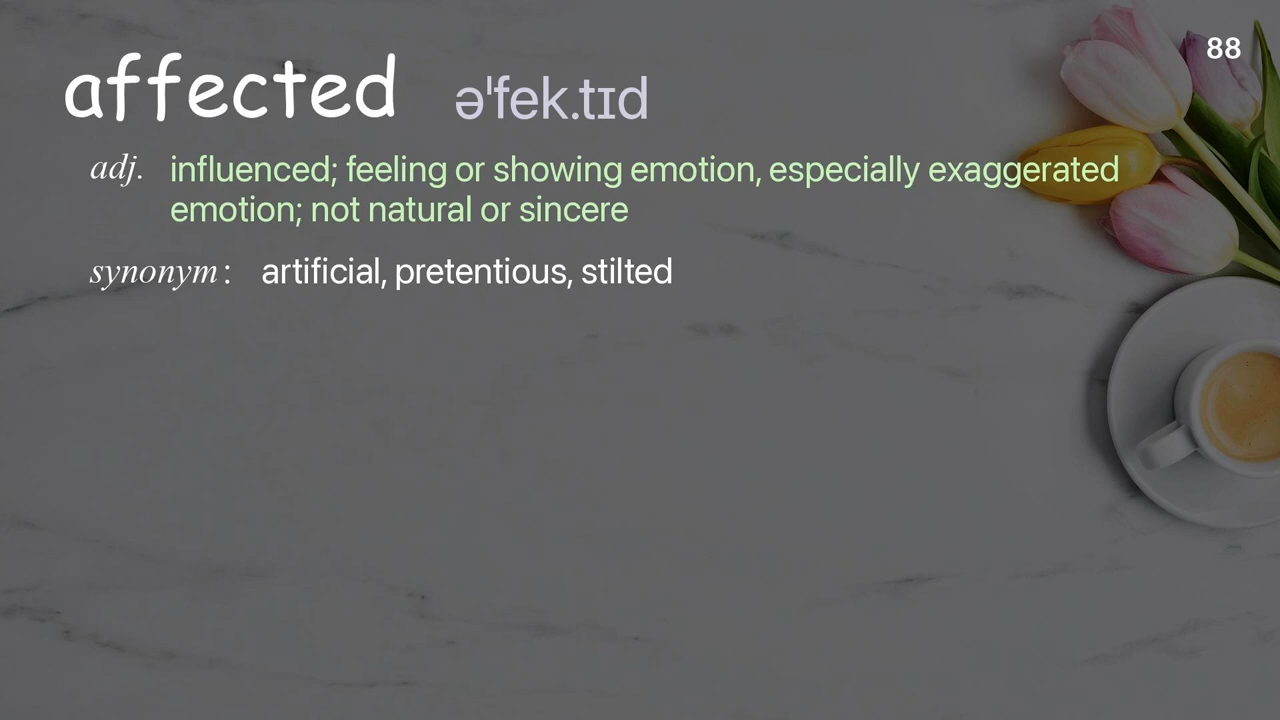 88
affected ə'fek.tɪd
adj. influenced; feeling or showing emotion, especially exaggerated
emotion; not natural or sincere
synonym: artificial, pretentious, stilted